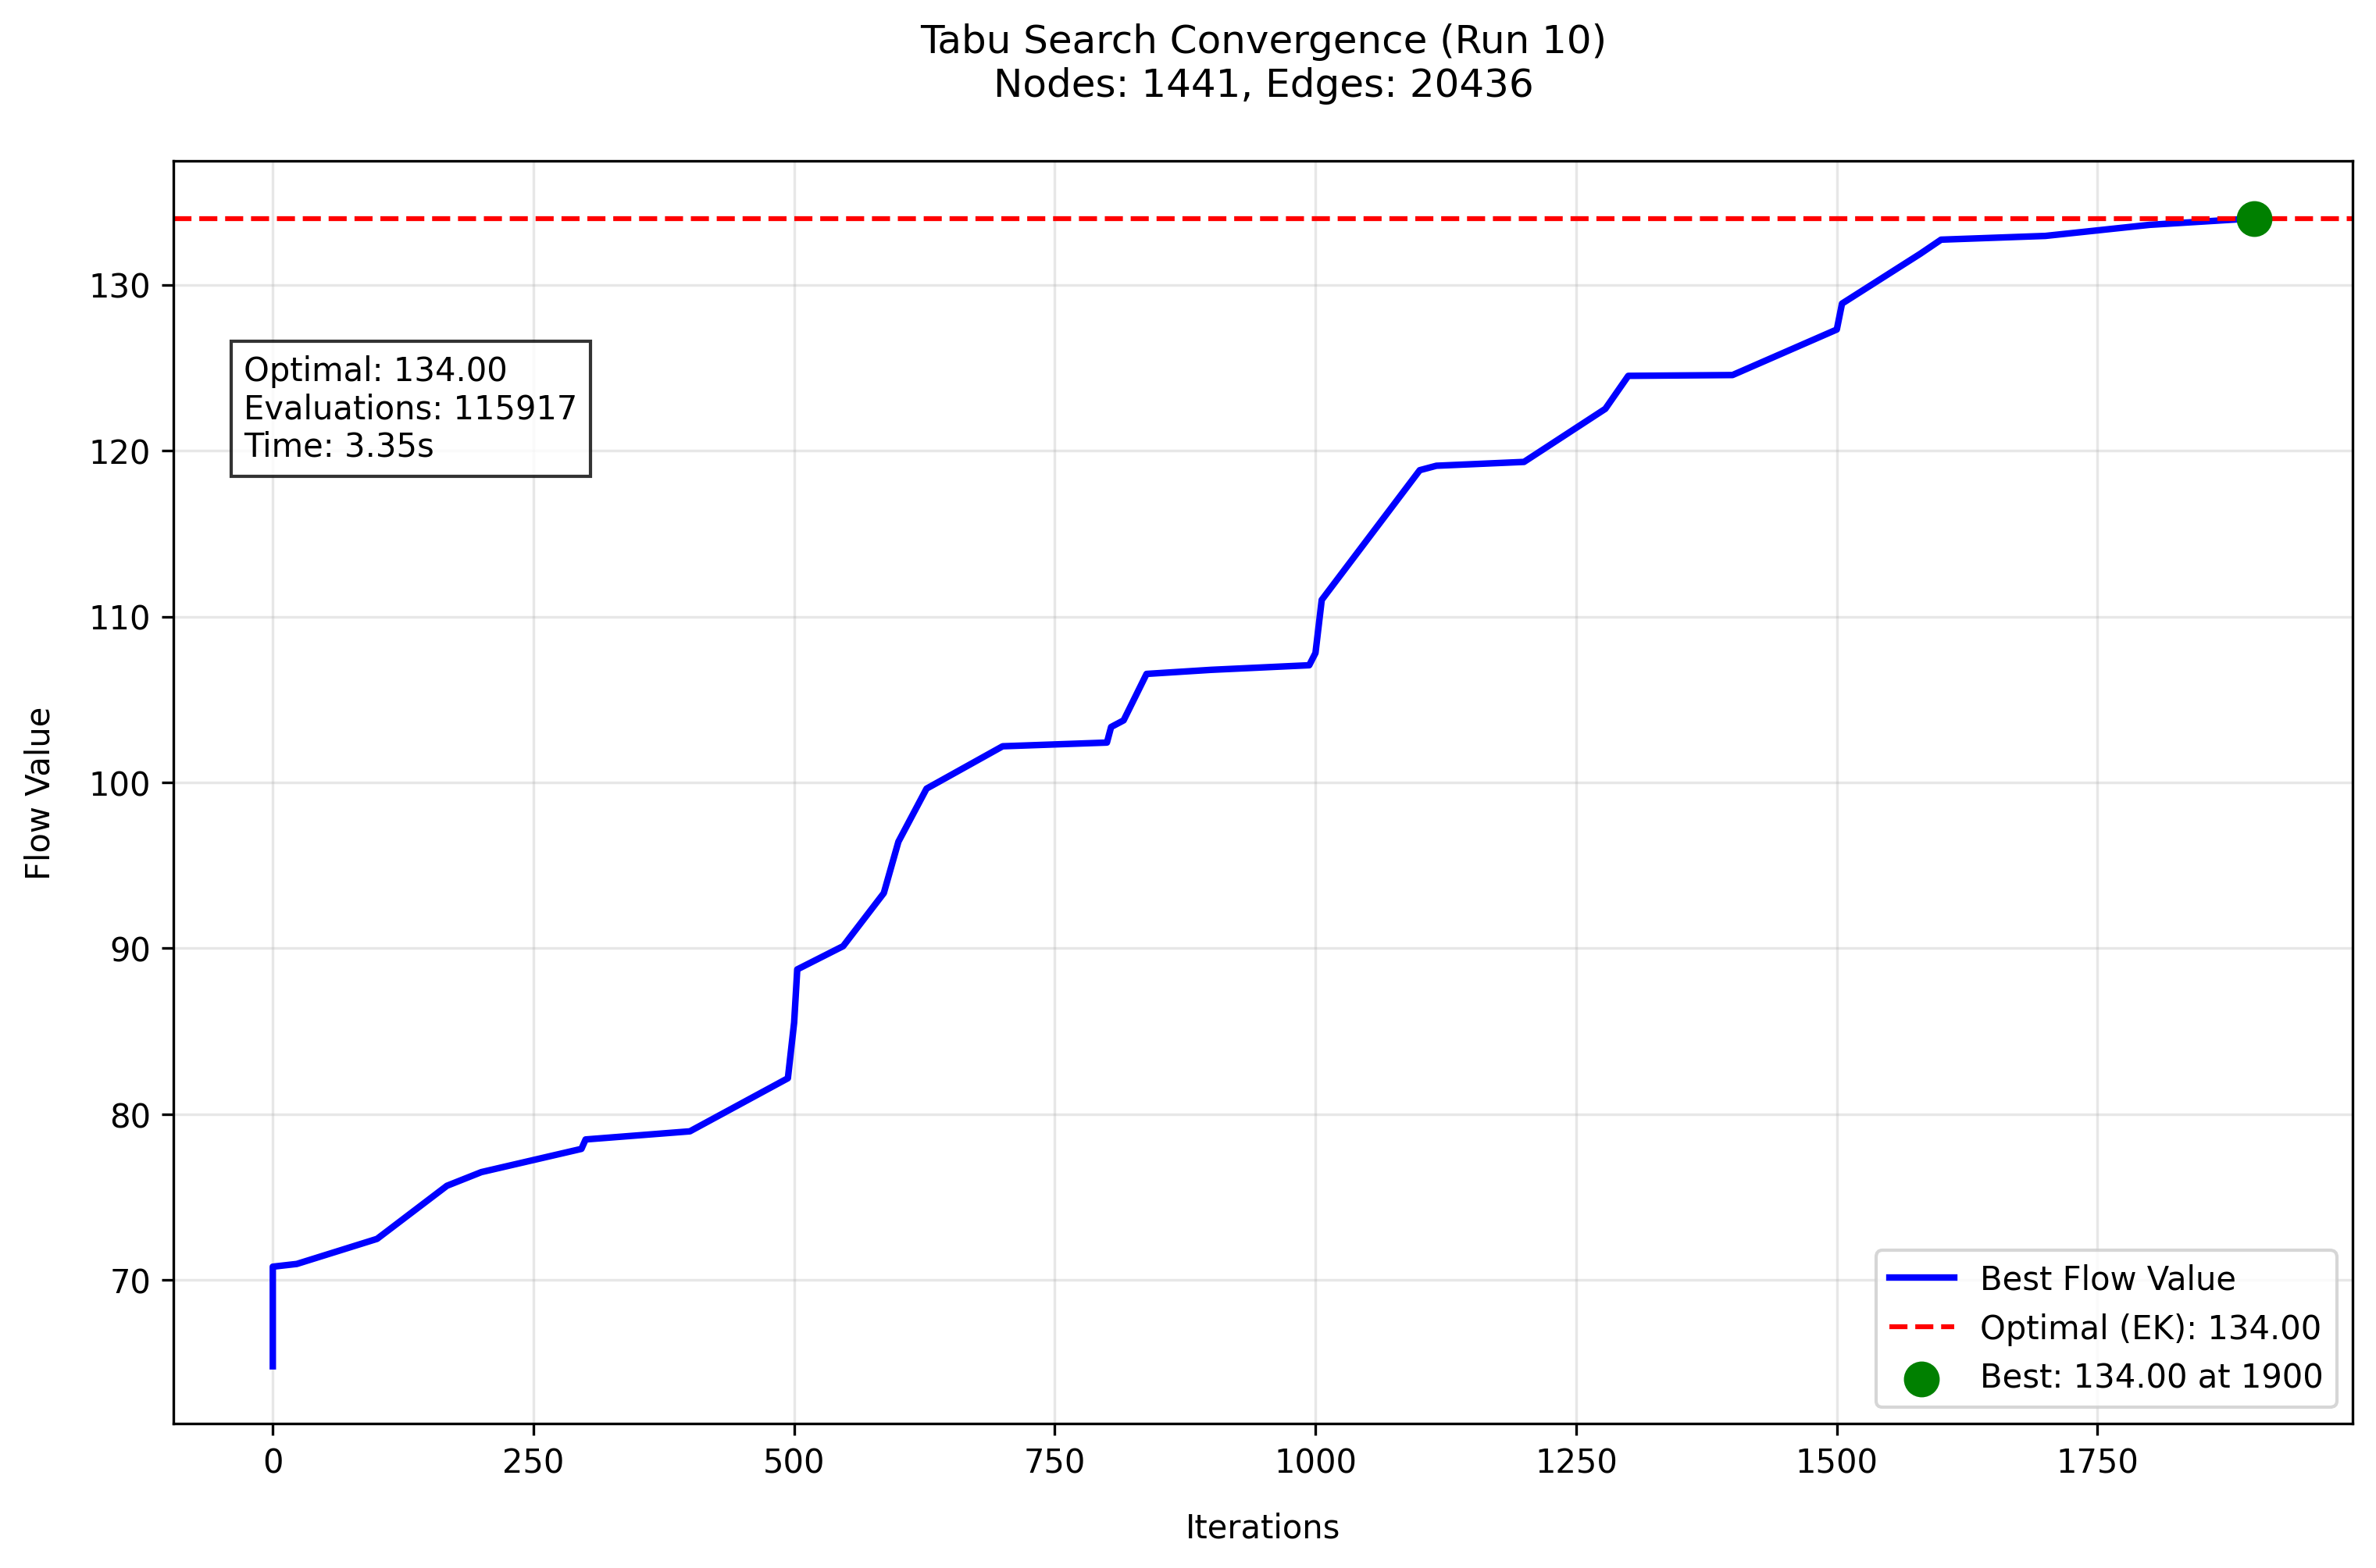 Tabu Search Convergence (Run 10)
Nodes: 1441, Edges: 20436
Flow Value
130
120
110
100
90
80
70
Optimal: 134.00
Evaluations: 115917
Time: 3.35s
Best Flow Value
Optimal (EK): 134.00
Best: 134.00 at 1900
0 250 500 750 1000 1250 1500 1750
Iterations